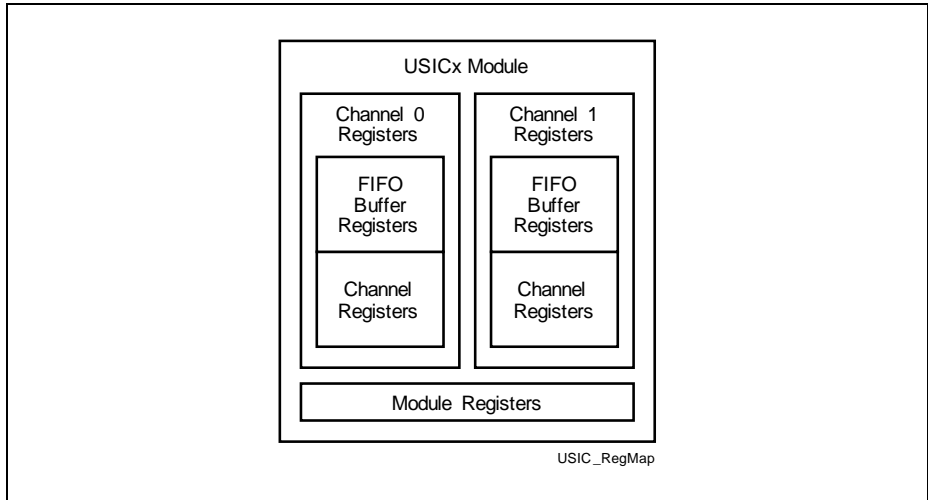 USICx Module
Channel 0
Registers
FIFO
Buffer
Registers
Channel
Registers
Channel 1
Registers
FIFO
Buffer
Registers
Channel
Registers
Module Registers
USIC_RegMap